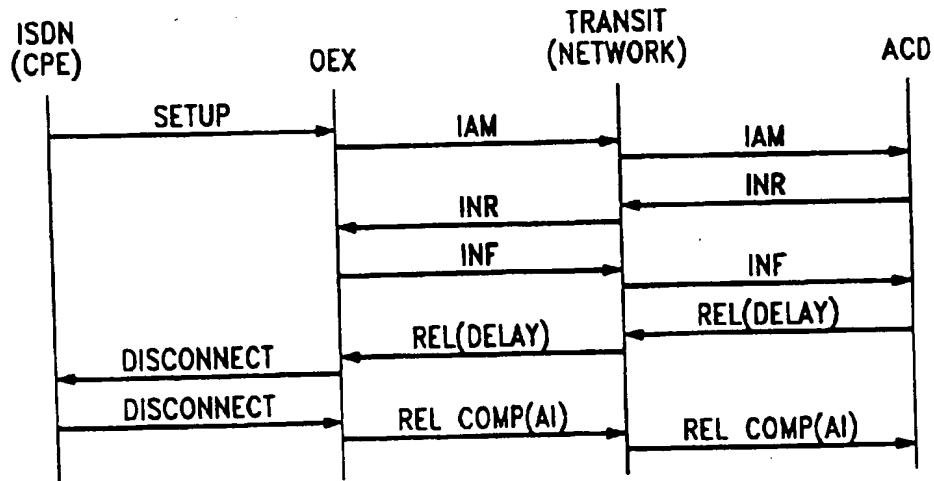 ISDN
(CPE)
OEX
TRANSIT
(NETWORK)
ACD
SETUP
IAM
IAM
INR
INR
INF
INF
REL(DELAY)
REL(DELAY)
DISCONNECT
DISCONNECT
REL COMP(AI)
REL COMP(AI)